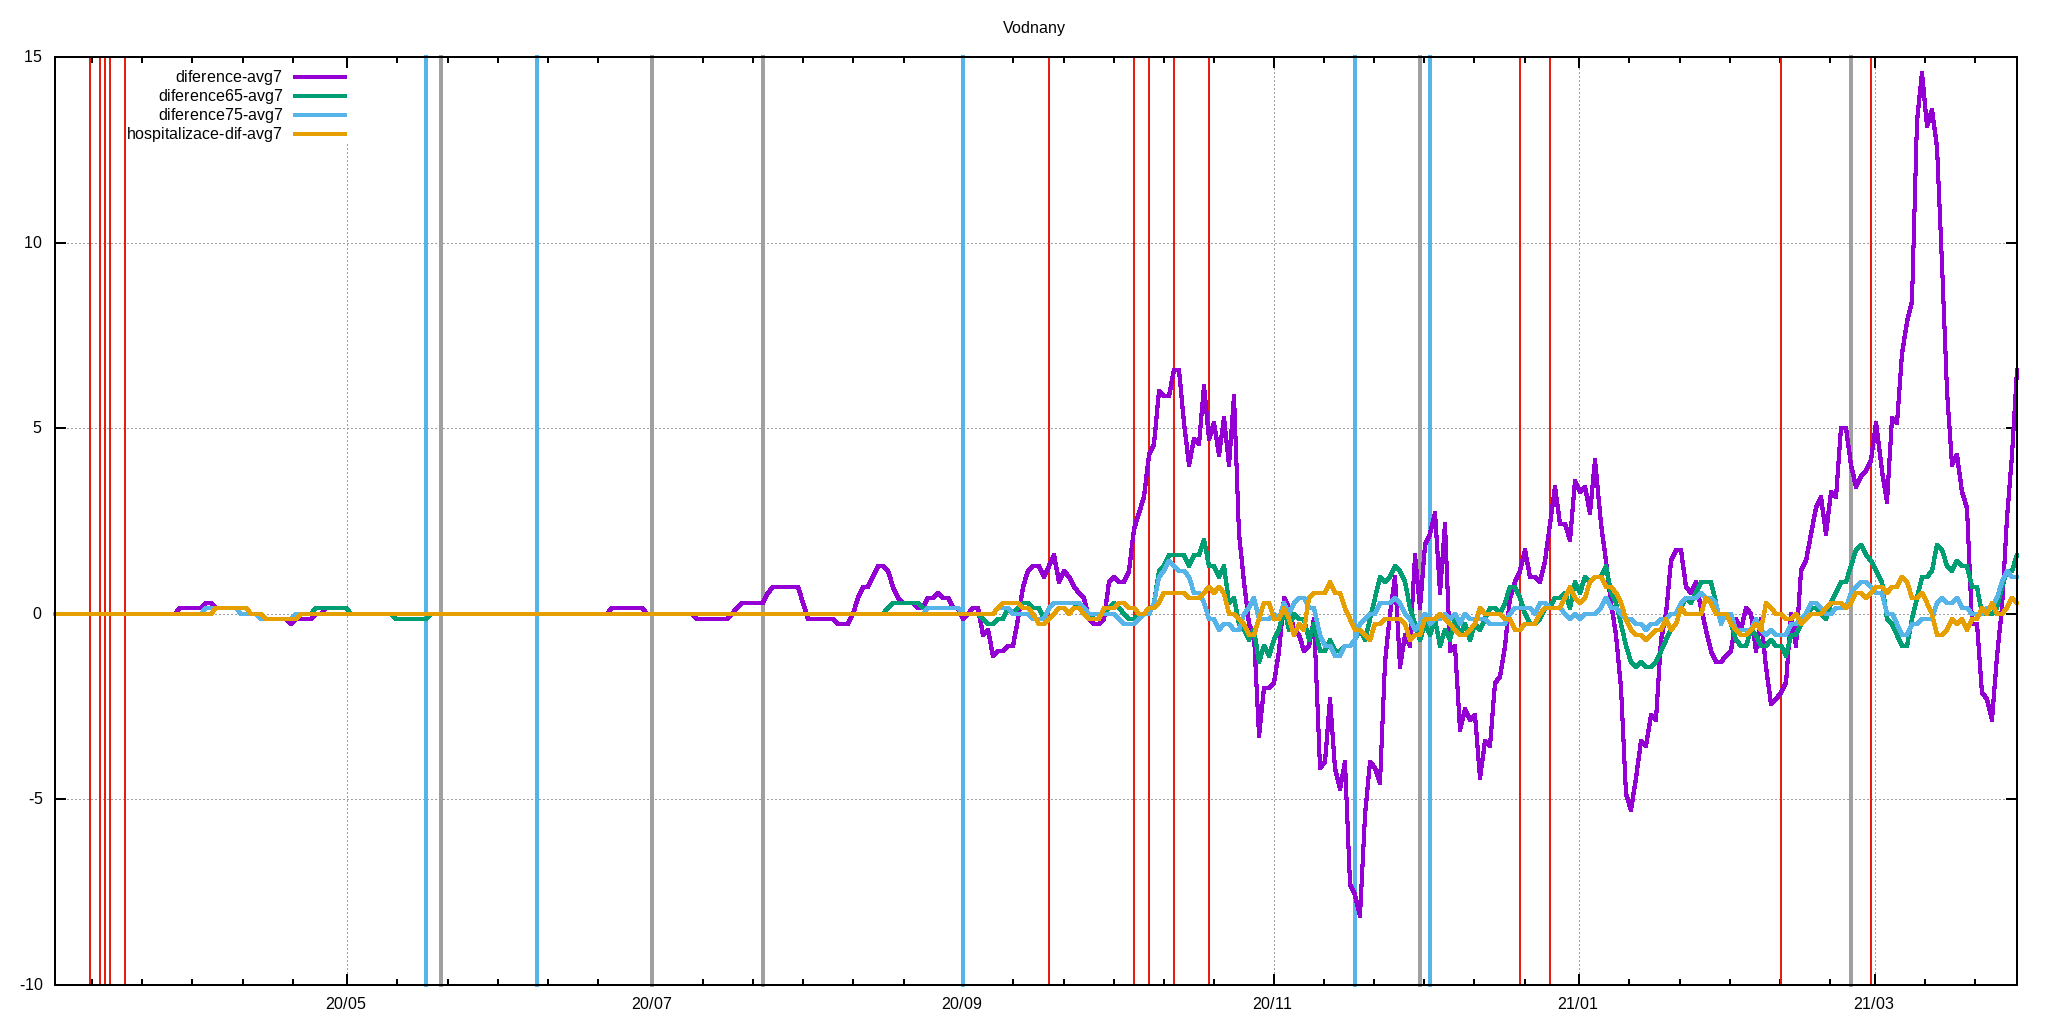 Vodnany
15
diference-avg7
diference65-avg7
diference75-avg7
hospitalizace-dif-avg7
10
5
0
-5
-10
20/05 20/07 20/09 20/11 21/01 21/03